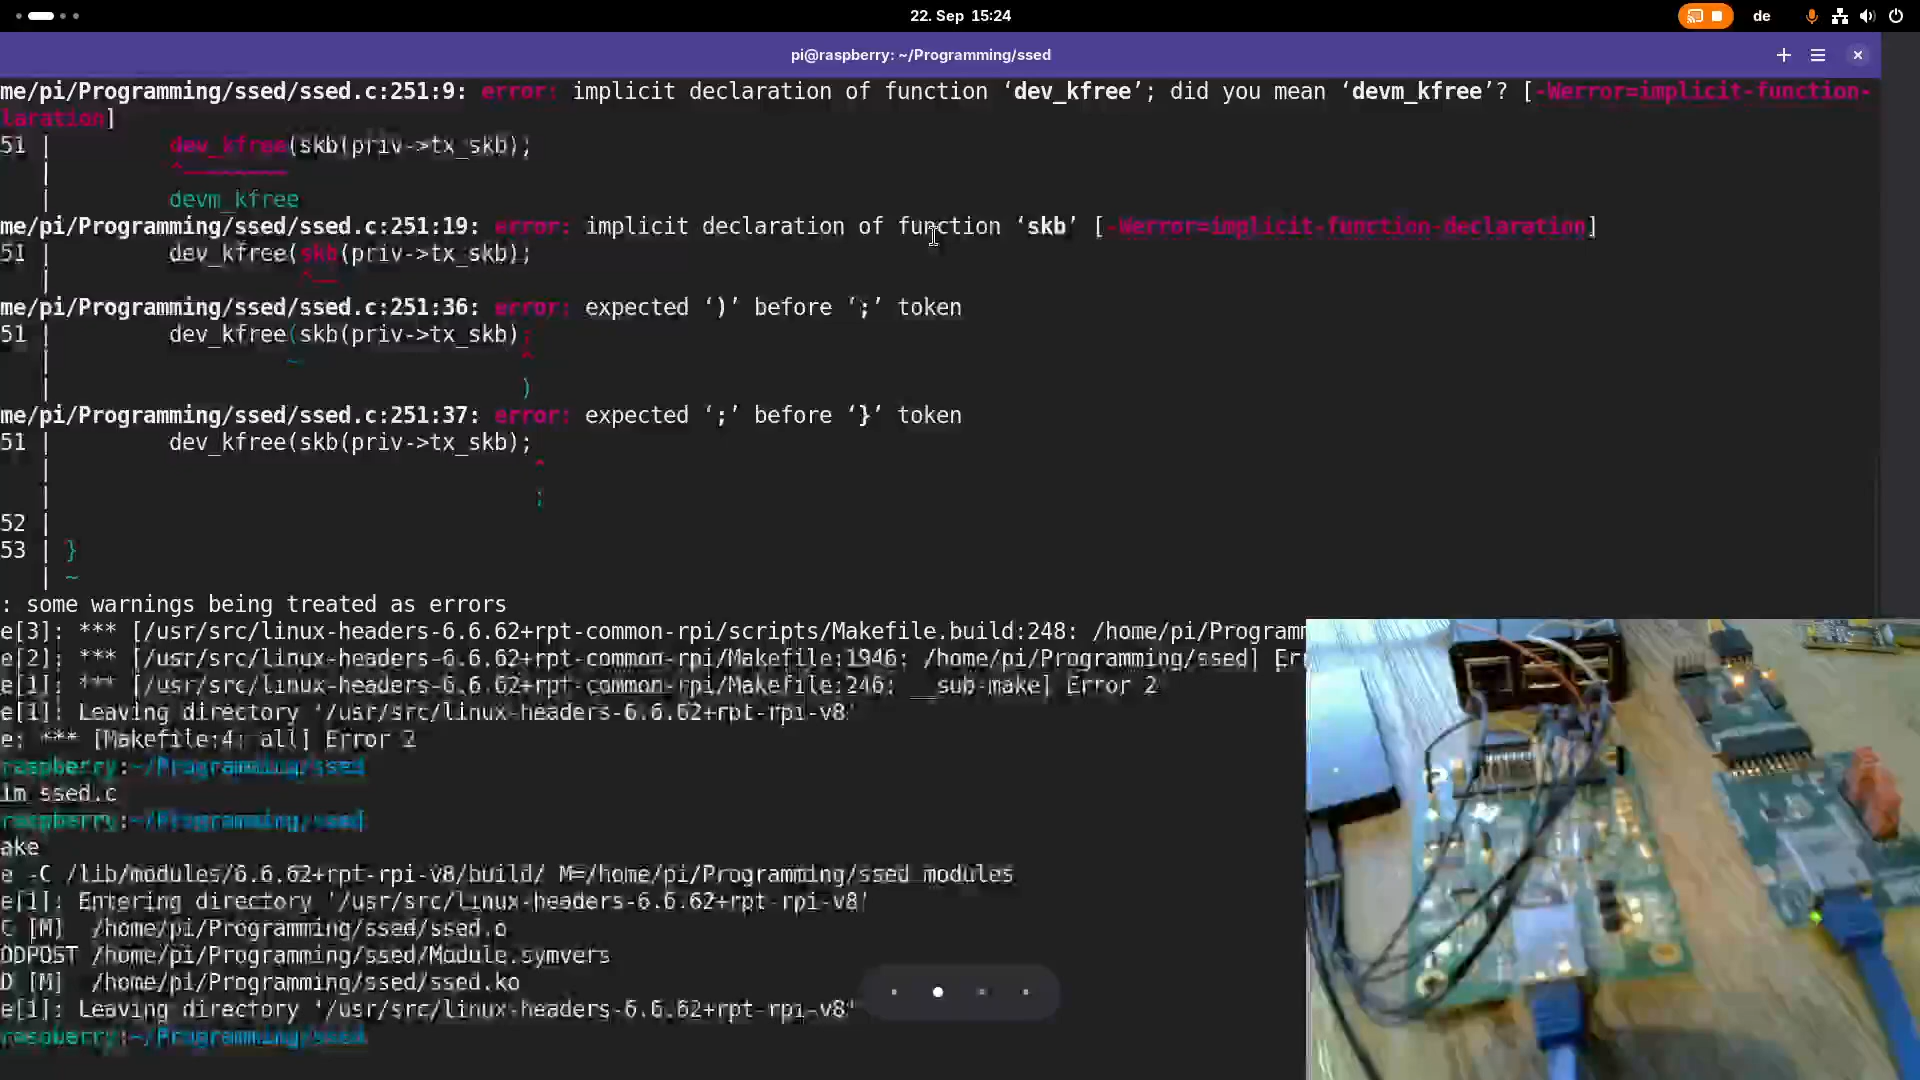 22. Sep 15:24
de
pi@raspberry: ~/Programming/ssed
me/pi/Programming/ssed/ssed.c:251:9: error: implicit declaration of function ‘dev_kfree’; did you mean ‘devm_kfree’? [-Werror=implicit-function-
laration]
51 | dev_kfree(skb(priv->tx_skb);
| ^~~~~~~~~
| devm_kfree
me/pi/Programming/ssed/ssed.c:251:19: error: implicit declaration of function ‘skb’ [-Werror=implicit-function-declaration]
51 | dev_kfree(skb(priv->tx_skb);
| ^~~
me/pi/Programming/ssed/ssed.c:251:36: error: expected ‘)’ before ‘;’ token
51 | dev_kfree(skb(priv->tx_skb);
| ~ ^
| )
me/pi/Programming/ssed/ssed.c:251:37: error: expected ‘;’ before ‘}’ token
51 | dev_kfree(skb(priv->tx_skb);
| ^
| ;
52 |
53 | }
| ~
: some warnings being treated as errors
e[3]: *** [/usr/src/linux-headers-6.6.62+rpt-common-rpi/scripts/Makefile.build:248: /home/pi/Programm
e[2]: *** [/usr/src/linux-headers-6.6.62+rpt-common-rpi/Makefile:1946: /home/pi/Programming/ssed] Err
e[1]: *** [/usr/src/linux-headers-6.6.62+rpt-common-rpi/Makefile:246: __sub-make] Error 2
e[1]: Leaving directory '/usr/src/linux-headers-6.6.62+rpt-rpi-v8'
e: *** [Makefile:4: all] Error 2
raspberry:~/Programming/ssed
im ssed.c
raspberry:~/Programming/ssed
ake
e -C /lib/modules/6.6.62+rpt-rpi-v8/build/ M=/home/pi/Programming/ssed modules
e[1]: Entering directory '/usr/src/linux-headers-6.6.62+rpt-rpi-v8'
C [M] /home/pi/Programming/ssed/ssed.o
ODPOST /home/pi/Programming/ssed/Module.symvers
D [M] /home/pi/Programming/ssed/ssed.ko
e[1]: Leaving directory '/usr/src/linux-headers-6.6.62+rpt-rpi-v8'
raspberry:~/Programming/ssed